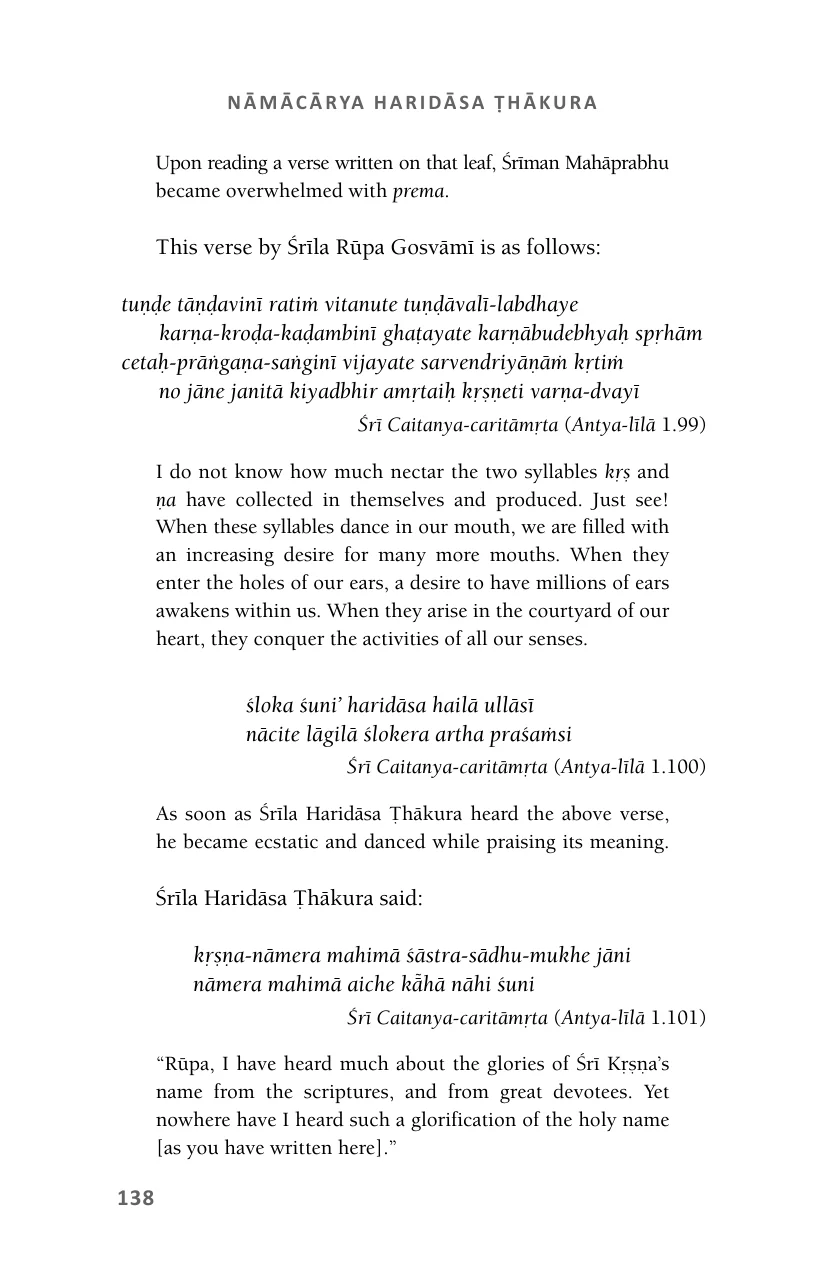 NĀMĀCĀRYA HARIDĀSA ṬHĀKURA
Upon reading a verse written on that leaf, Śrīman Mahāprabhu
became overwhelmed with prema.
This verse by Śrīla Rūpa Gosvāmī is as follows:
tuṇḍe tāṇḍavinī ratiṁ vitanute tuṇḍāvalī-labdhaye
karṇa-kroḍa-kaḍambinī ghaṭayate karṇābudebhyaḥ spṛhām
cetaḥ-prāṅgaṇa-saṅginī vijayate sarvendriyāṇāṁ kṛtiṁ
no jāne janitā kiyadbhir amṛtaiḥ kṛṣṇeti varṇa-dvayī
Śrī Caitanya-caritāmṛta (Antya-līlā 1.99)
I do not know how much nectar the two syllables kṛṣ and
ṇa have collected in themselves and produced. Just see!
When these syllables dance in our mouth, we are filled with
an increasing desire for many more mouths. When they
enter the holes of our ears, a desire to have millions of ears
awakens within us. When they arise in the courtyard of our
heart, they conquer the activities of all our senses.
śloka śuni’ haridāsa hailā ullāsī
nācite lāgilā ślokera artha praśaṁsi
Śrī Caitanya-caritāmṛta (Antya-līlā 1.100)
As soon as Śrīla Haridāsa Ṭhākura heard the above verse,
he became ecstatic and danced while praising its meaning.
Śrīla Haridāsa Ṭhākura said:
kṛṣṇa-nāmera mahimā śāstra-sādhu-mukhe jāni
nāmera mahimā aiche kā̃hā nāhi śuni
Śrī Caitanya-caritāmṛta (Antya-līlā 1.101)
“Rūpa, I have heard much about the glories of Śrī Kṛṣṇa’s
name from the scriptures, and from great devotees. Yet
nowhere have I heard such a glorification of the holy name
[as you have written here].”
138